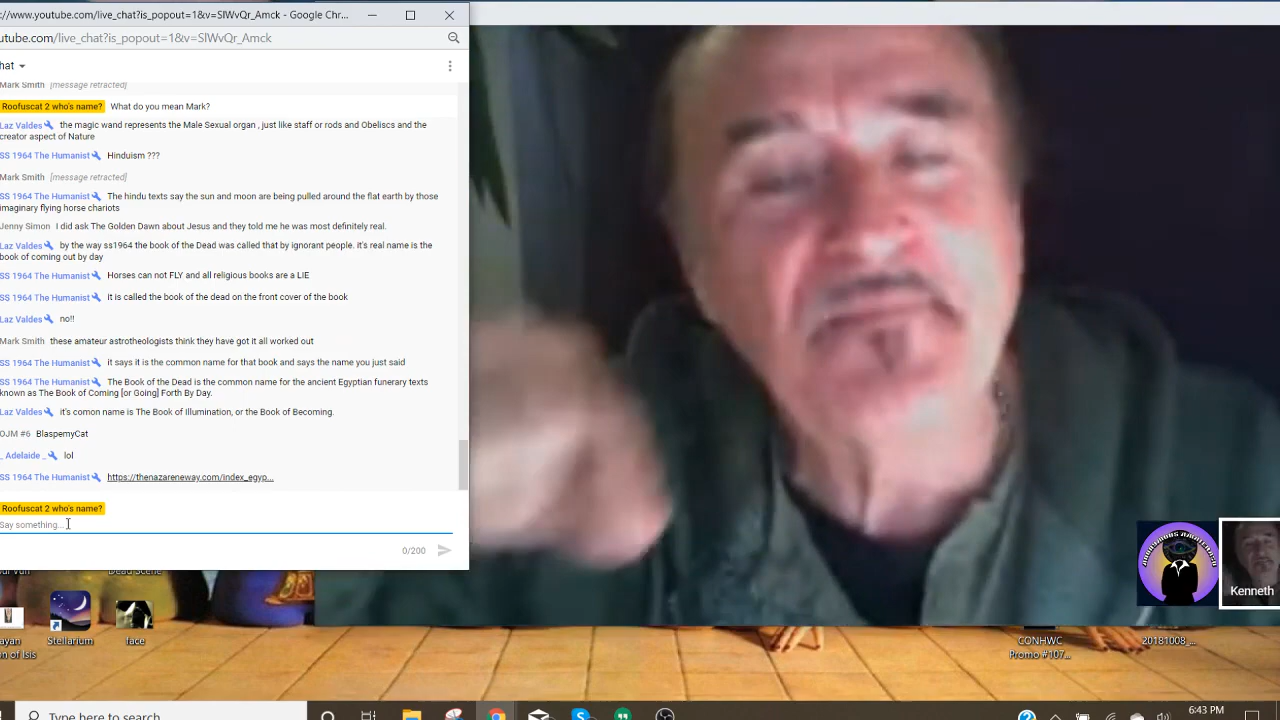 ://www.youtube.com/live_chat?is_popout=1&v=SlWvQr_Amck - Google Chr...
utube.com/live_chat?is_popout=1&v=SlWvQr_Amck
hat
Mark Smith [message retracted]
Roofuscat 2 who's name? What do you mean Mark?
Laz Valdes the magic wand represents the Male Sexual organ , just like staff or rods and Obeliscs and the
creator aspect of Nature
SS 1964 The Humanist Hinduism ???
Mark Smith [message retracted]
SS 1964 The Humanist The hindu texts say the sun and moon are being pulled around the flat earth by those
imaginary flying horse chariots
Jenny Simon I did ask The Golden Dawn about Jesus and they told me he was most definitely real.
Laz Valdes by the way ss1964 the book of the Dead was called that by ignorant people. it's real name is the
book of coming out by day
SS 1964 The Humanist Horses can not FLY and all religious books are a LIE
SS 1964 The Humanist it is called the book of the dead on the front cover of the book
Laz Valdes no!!
Mark Smith these amateur astrotheologists think they have got it all worked out
SS 1964 The Humanist it says it is the common name for that book and says the name you just said
SS 1964 The Humanist The Book of the Dead is the common name for the ancient Egyptian funerary texts
known as The Book of Coming [or Going] Forth By Day.
Laz Valdes it's comon name is The Book of Illumination, or the Book of Becoming.
OJM #6 BlaspemyCat
_ Adelaide _ lol
SS 1964 The Humanist https://thenazareneway.com/index_egyp...
Roofuscat 2 who's name?
Say something...
0/200
Dead Scene
Kenneth
ayan
on of Isis
Stellarium
face
CONHWC
Promo #107...
20181008_...
Type here to search
6:43 PM